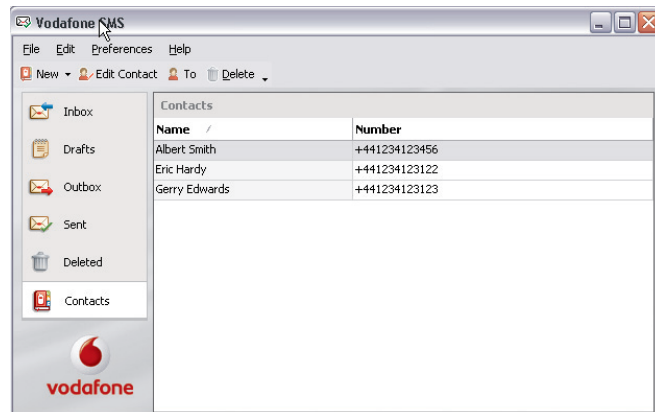 Vodafone SMS
File Edit Preferences Help
New Edit Contact To Delete
Inbox
Drafts
Outbox
Sent
Deleted
Contacts
vodafone
Contacts
Name Number
Albert Smith +441234123456
Eric Hardy +441234123122
Gerry Edwards +441234123123